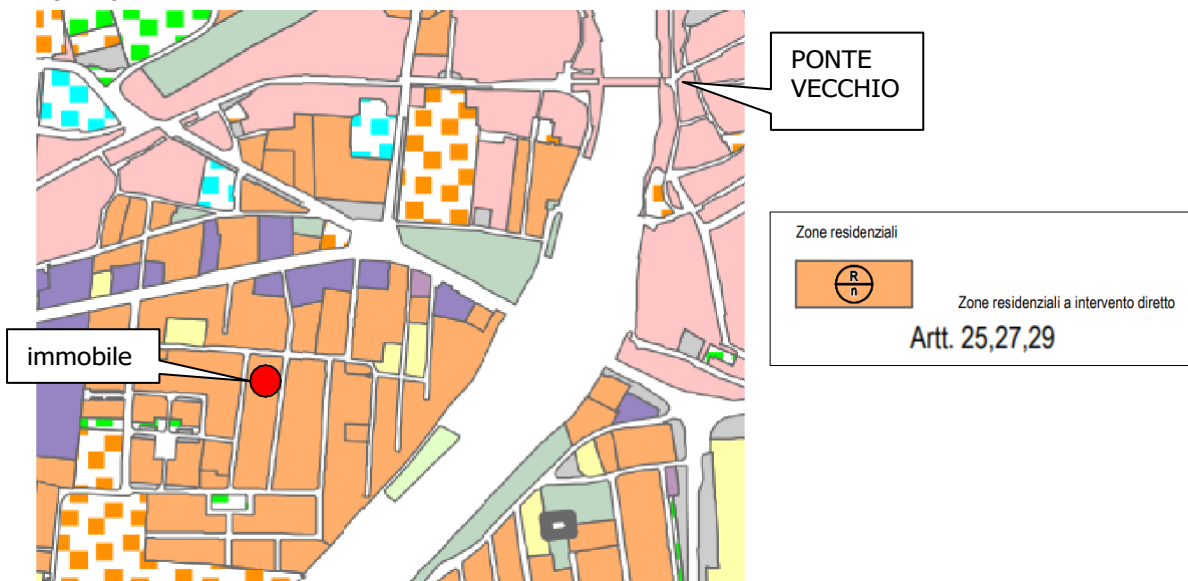 PONTE
VECCHIO
Zone residenziali
R
n
Zone residenziali a intervento diretto
Artt. 25,27,29
immobile